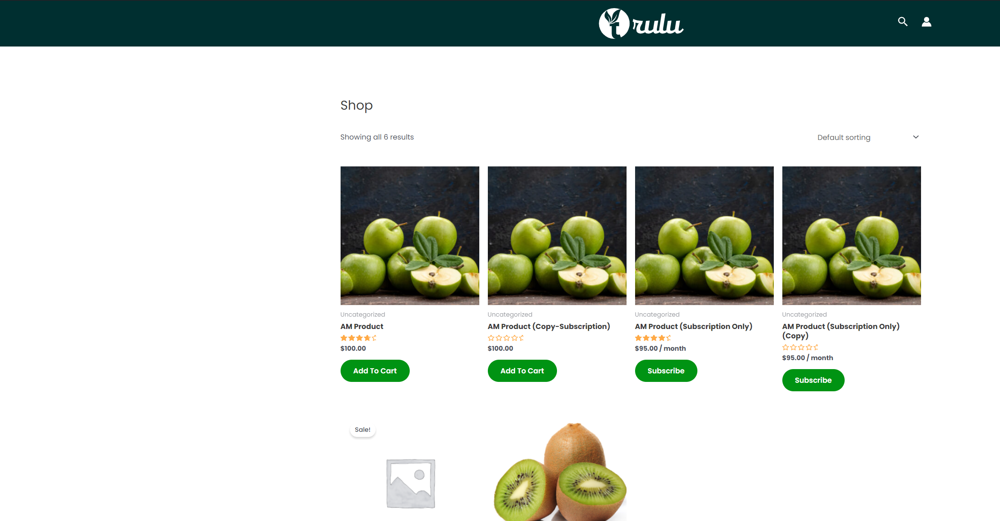 frulu
Shop
Showing all 6 results
Default sorting
Uncategorized
AM Product
$100.00
Add To Cart
Uncategorized
AM Product (Copy-Subscription)
$100.00
Add To Cart
Uncategorized
AM Product (Subscription Only)
$95.00 / month
Subscribe
Uncategorized
AM Product (Subscription Only)
(Copy)
$95.00 / month
Subscribe
Sale!